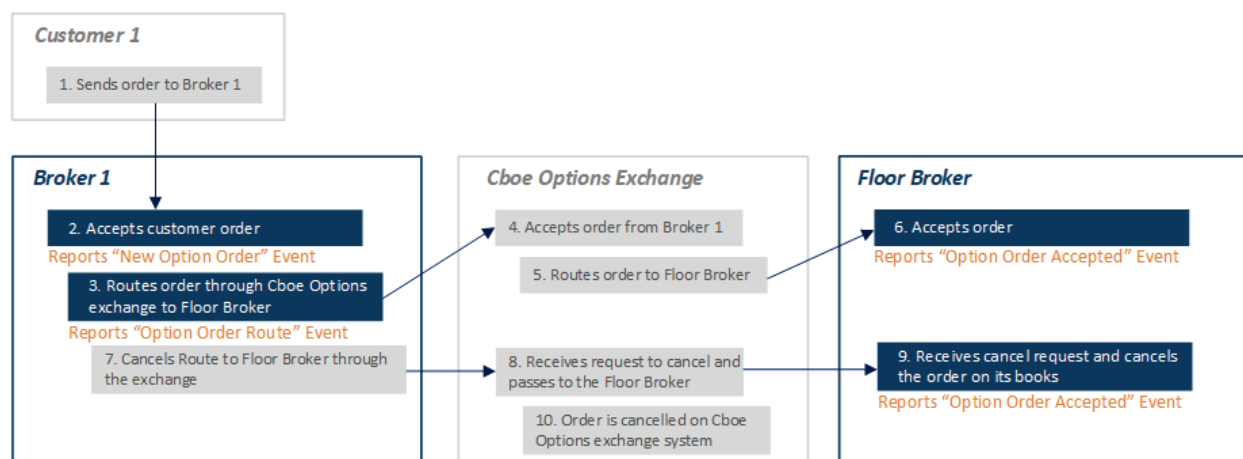 Customer 1
1. Sends order to Broker 1
Broker 1
2. Accepts customer order
Reports “New Option Order” Event
3. Routes order through Cboe Options
exchange to Floor Broker
Reports “Option Order Route” Event
7. Cancels Route to Floor Broker through
the exchange
Cboe Options Exchange
4. Accepts order from Broker 1
5. Routes order to Floor Broker
8. Receives request to cancel and
passes to the Floor Broker
10. Order is cancelled on Cboe
Options exchange system
Floor Broker
6. Accepts order
Reports “Option Order Accepted” Event
9. Receives cancel request and cancels
the order on its books
Reports “Option Order Accepted” Event